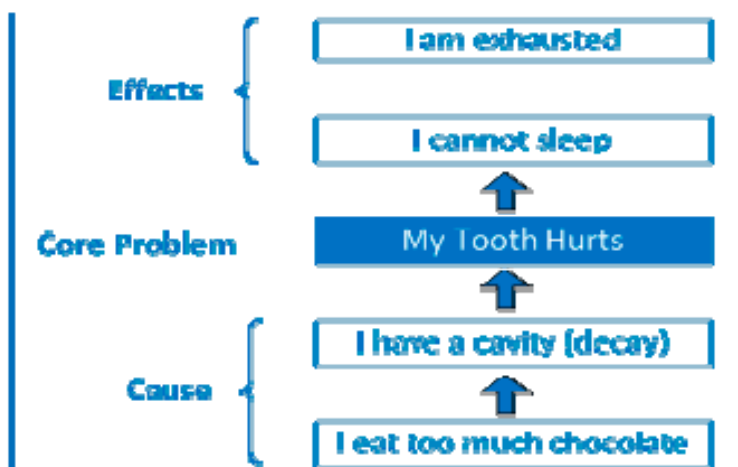 I am exhausted
Effects
I cannot sleep
Core Problem
My Tooth Hurts
I have a cavity (decay)
Cause
I eat too much chocolate